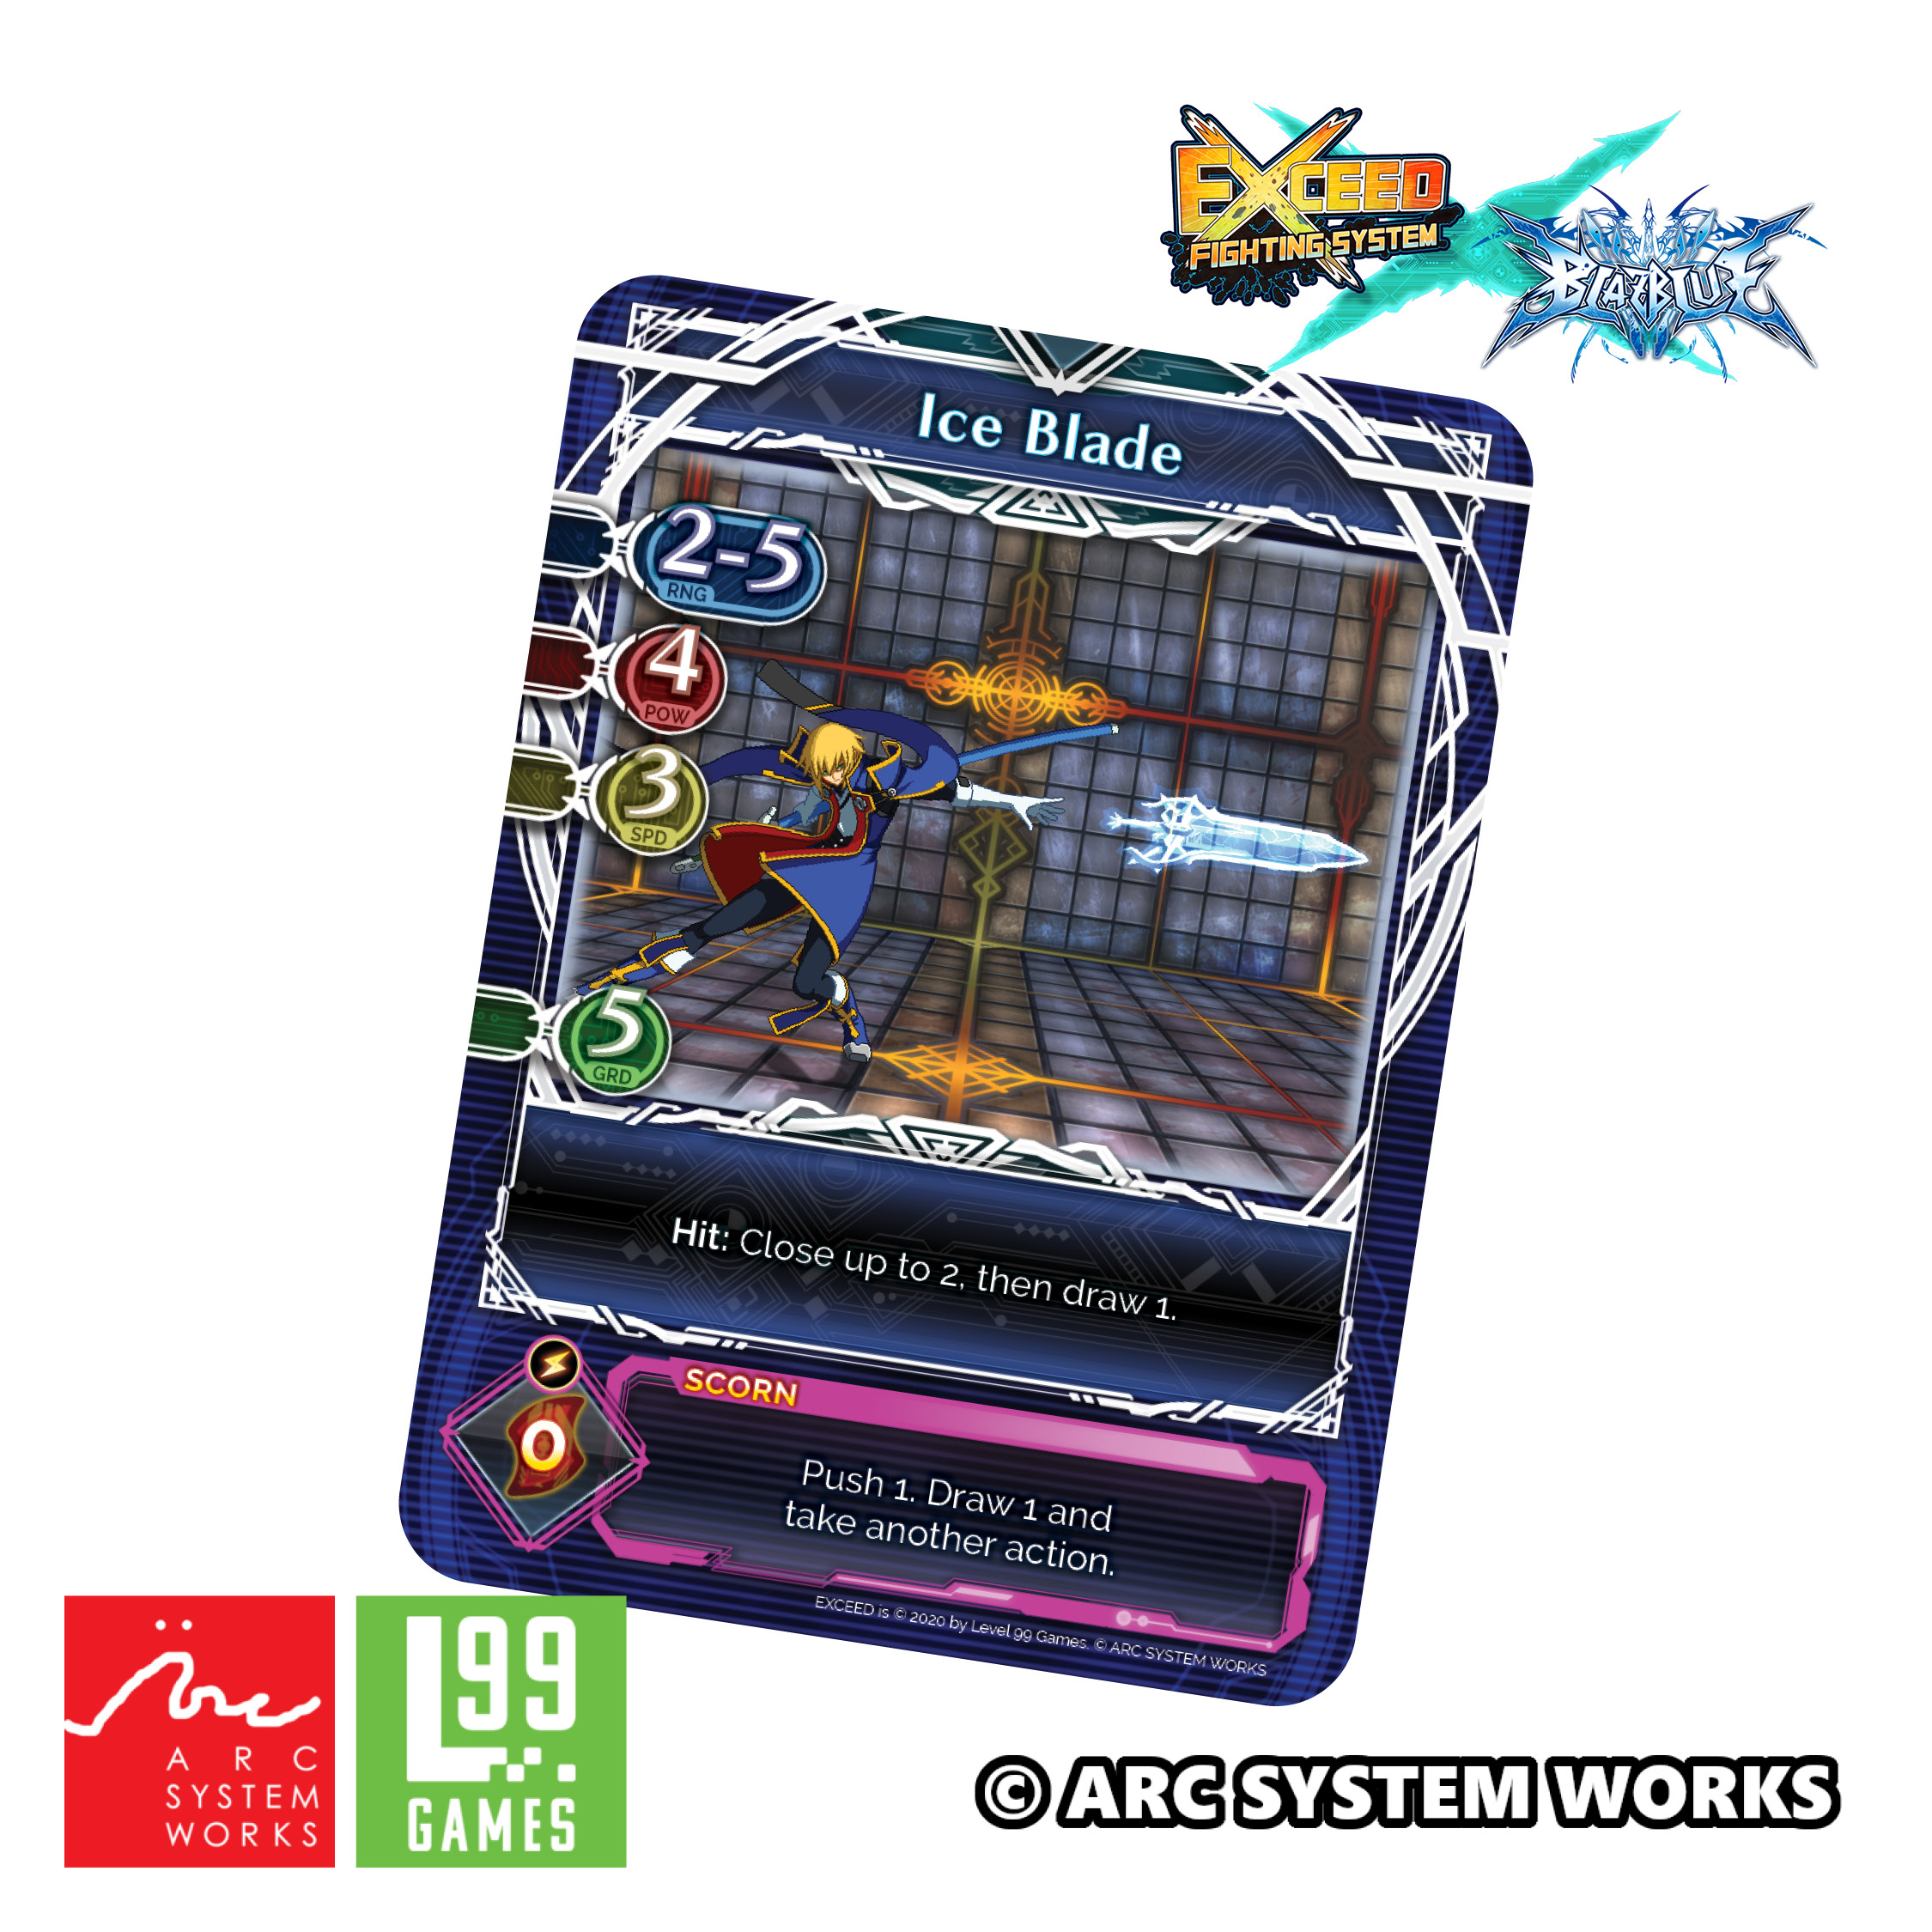 EXCEED
FIGHTING SYSTEM
BLAZBLUE
Ice Blade
2-5
RNG
4
POW
3
SPD
5
GRD
Hit: Close up to 2, then draw 1.
SCORN
0
Push 1. Draw 1 and
take another action.
EXCEED is © 2020 by Level 99 Games. © ARC SYSTEM WORKS
Arc
ARC
SYSTEM
WORKS
L99
GAMES
© ARC SYSTEM WORKS